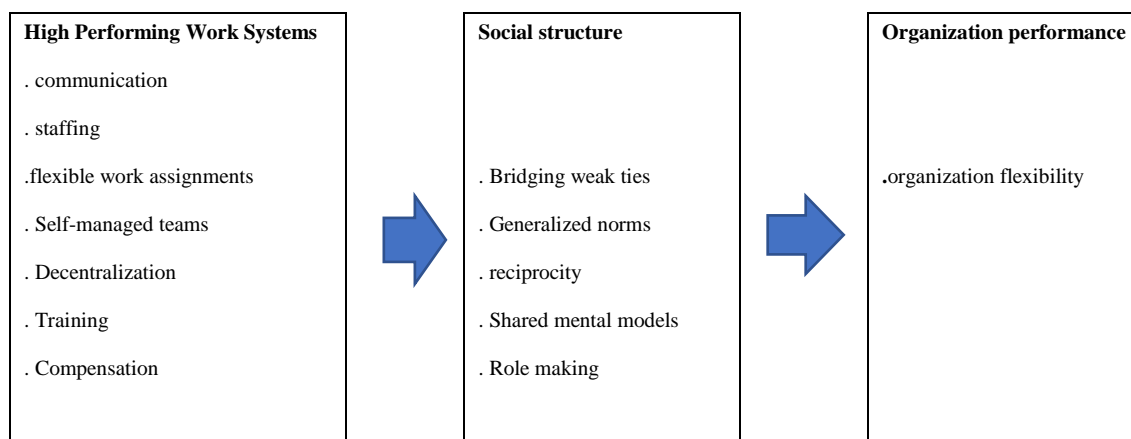 High Performing Work Systems
. communication
. staffing
.flexible work assignments
. Self-managed teams
. Decentralization
. Training
. Compensation
Social structure
. Bridging weak ties
. Generalized norms
. reciprocity
. Shared mental models
. Role making
Organization performance
.organization flexibility